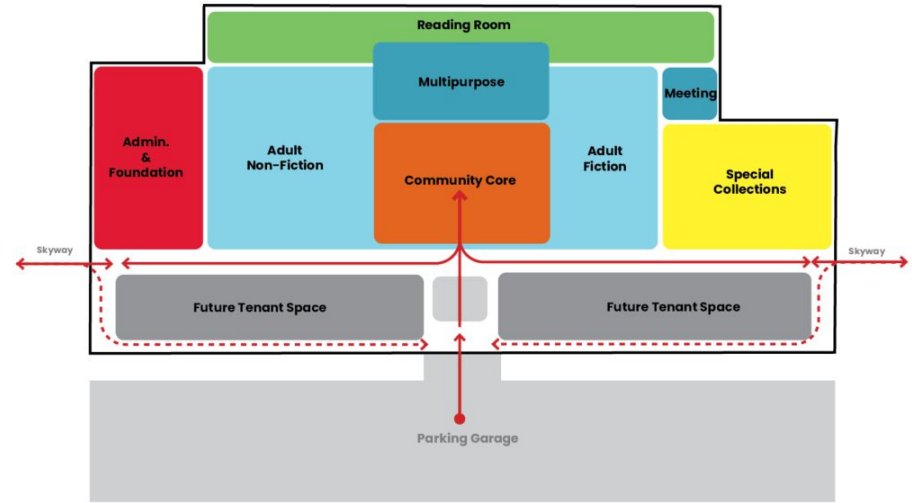 Reading Room
Multipurpose
Meeting
Admin.
&
Foundation
Adult
Non-Fiction
Community Core
Adult
Fiction
Special
Collections
Skyway
Skyway
Future Tenant Space
Future Tenant Space
Parking Garage